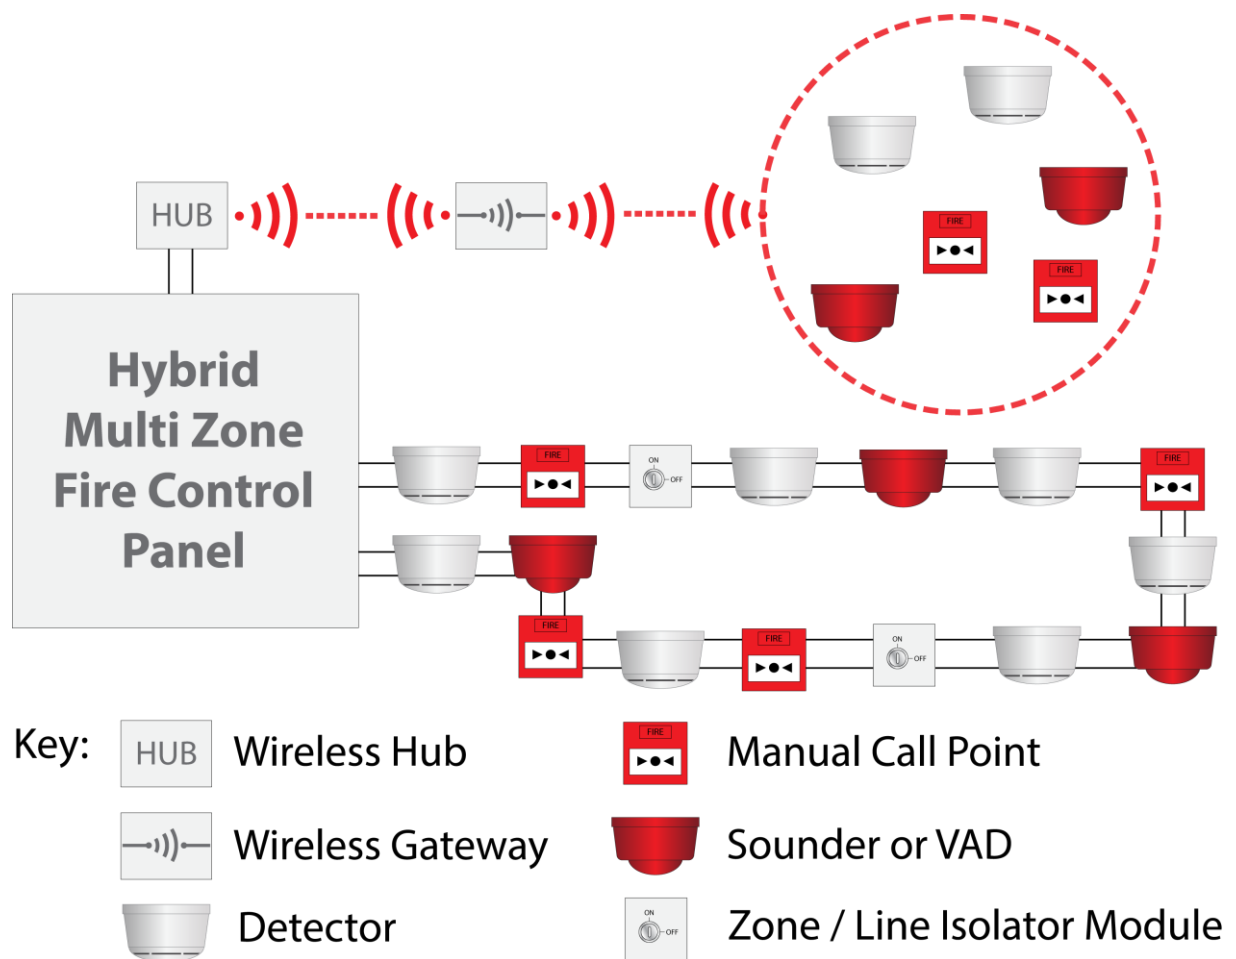 HUB
FIRE
FIRE
Hybrid
Multi Zone
Fire Control
Panel
FIRE
ON
OFF
FIRE
FIRE
FIRE
ON
OFF
Key:
HUB
Wireless Hub
FIRE
Manual Call Point
Wireless Gateway
Sounder or VAD
Detector
ON
OFF
Zone / Line Isolator Module